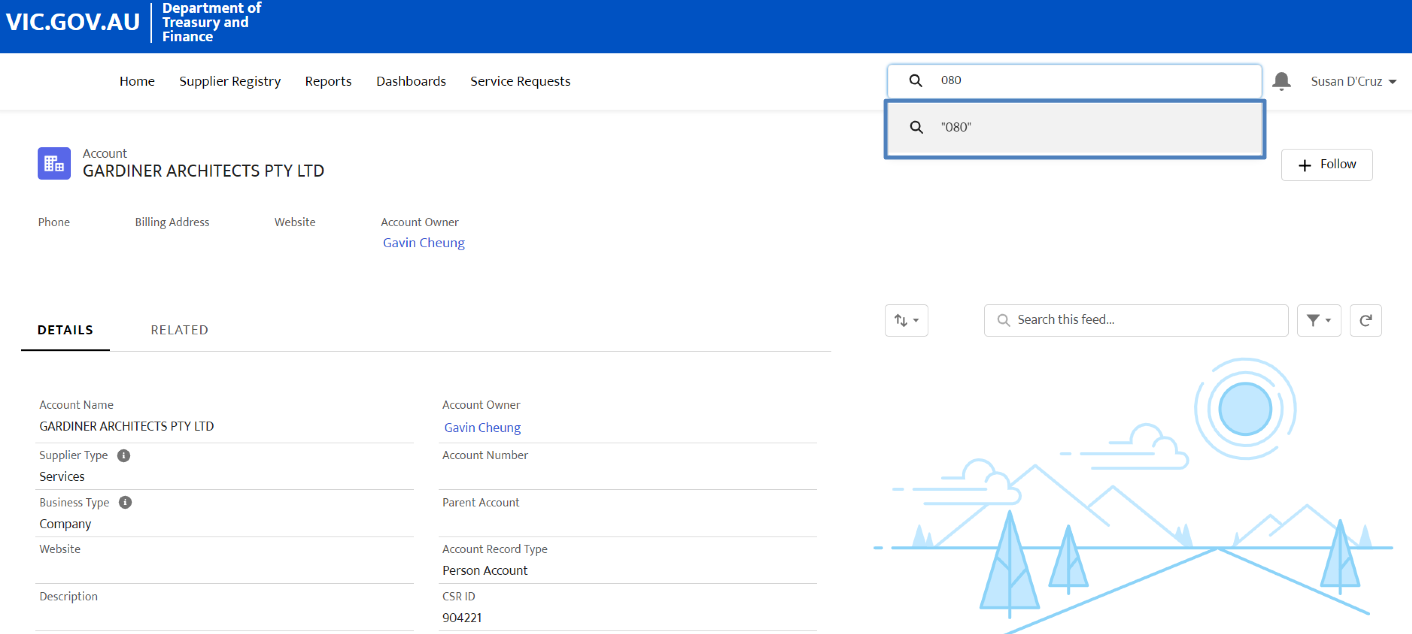 VIC.GOV.AU
Department of
Treasury and
Finance
Home Supplier Registry Reports Dashboards Service Requests
080
Susan D'Cruz
"080"
Account
GARDINER ARCHITECTS PTY LTD
Follow
Phone Billing Address Website Account Owner
Gavin Cheung
DETAILS RELATED
Search this feed...
Account Name Account Owner
GARDINER ARCHITECTS PTY LTD Gavin Cheung
Supplier Type Account Number
Services
Business Type Parent Account
Company
Website Account Record Type
Person Account
Description CSR ID
904221